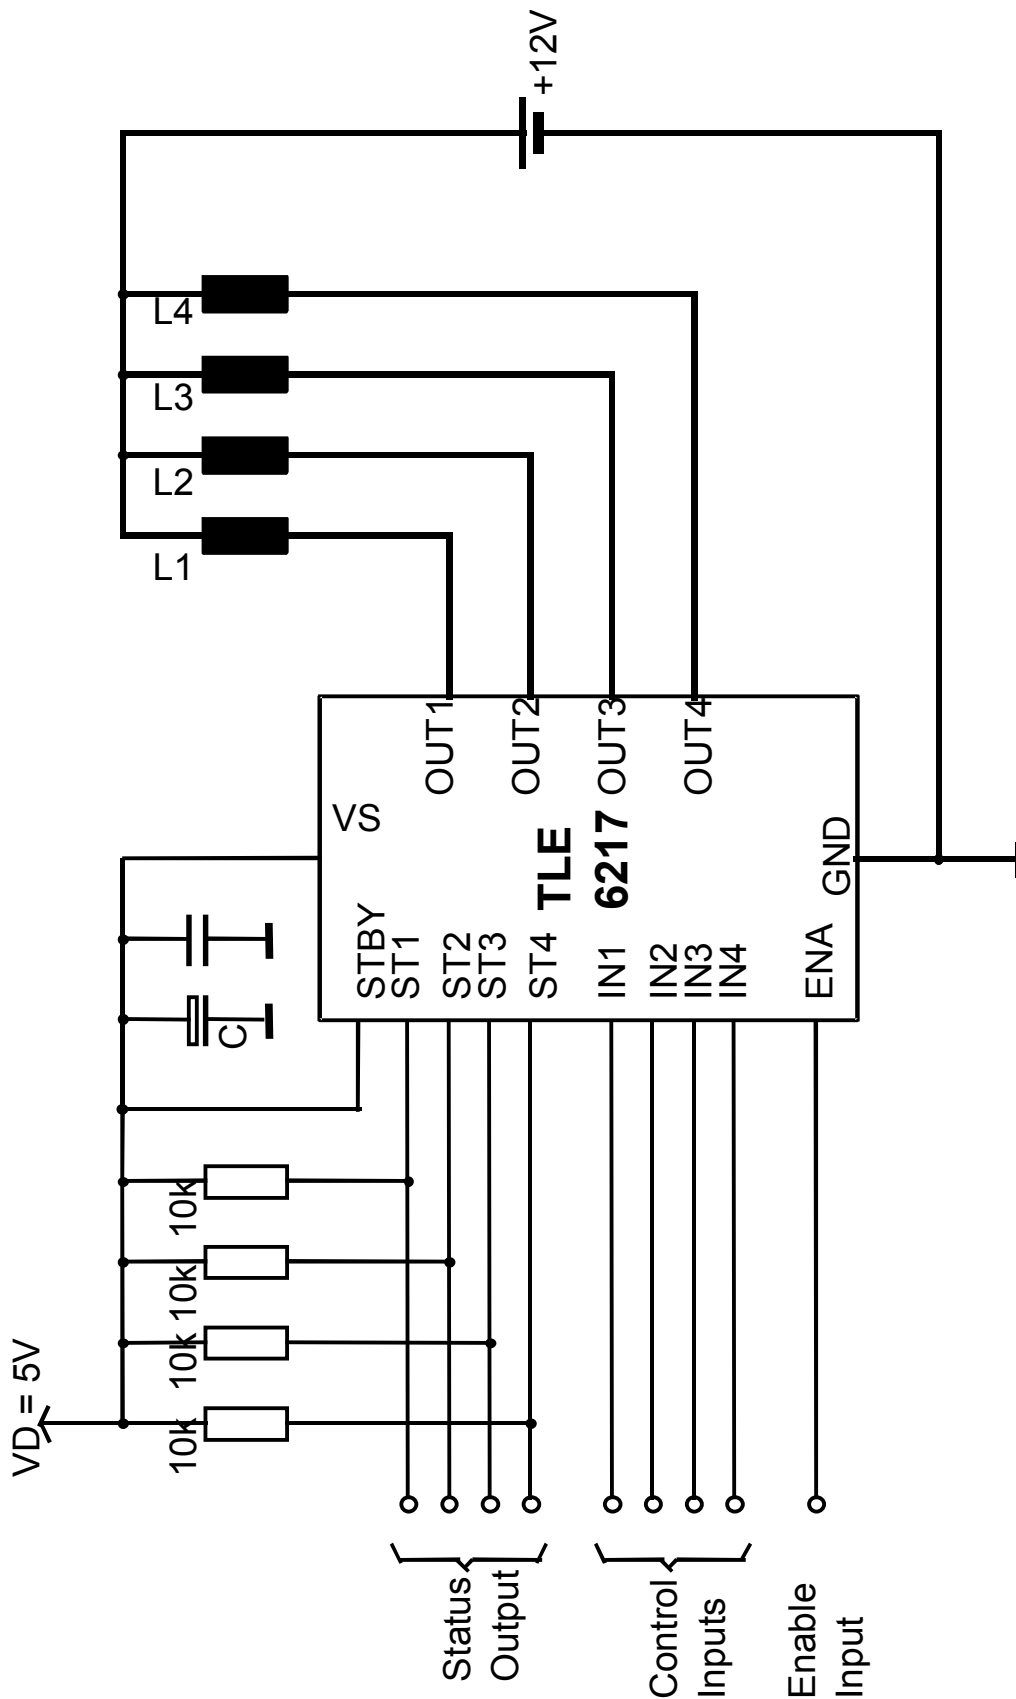 VD = 5V
10k
10k
10k
10k
C
VS
STBY
ST1
ST2
ST3
ST4
IN1
IN2
IN3
IN4
ENA
TLE
6217
OUT1
OUT2
OUT3
OUT4
GND
L1
L2
L3
L4
+12V
Status
Output
Control
Inputs
Enable
Input